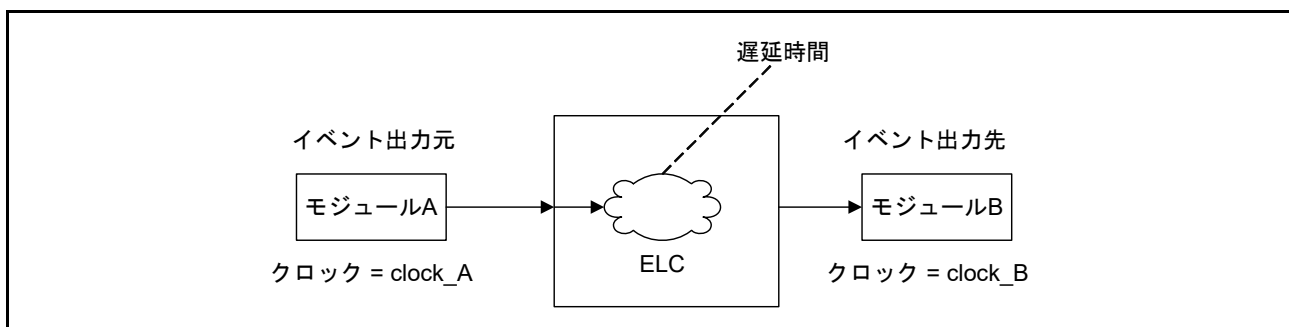 遅延時間
イベント出力元
イベント出力先
モジュールA
モジュールB
ELC
クロック = clock_A
クロック = clock_B